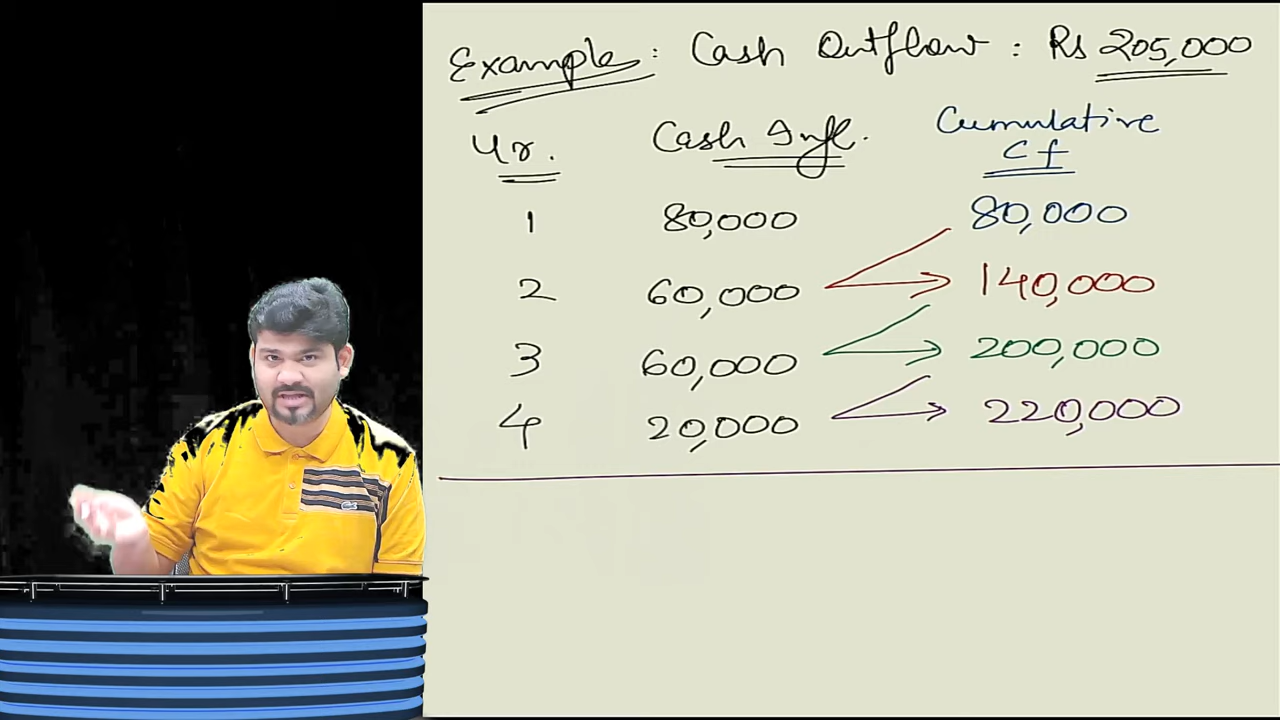 Example : Cash Outflow : Rs 205,000
Yr. Cash Infl. Cumulative Cf
1 80,000 80,000
2 60,000 140,000
3 60,000 200,000
4 20,000 220,000